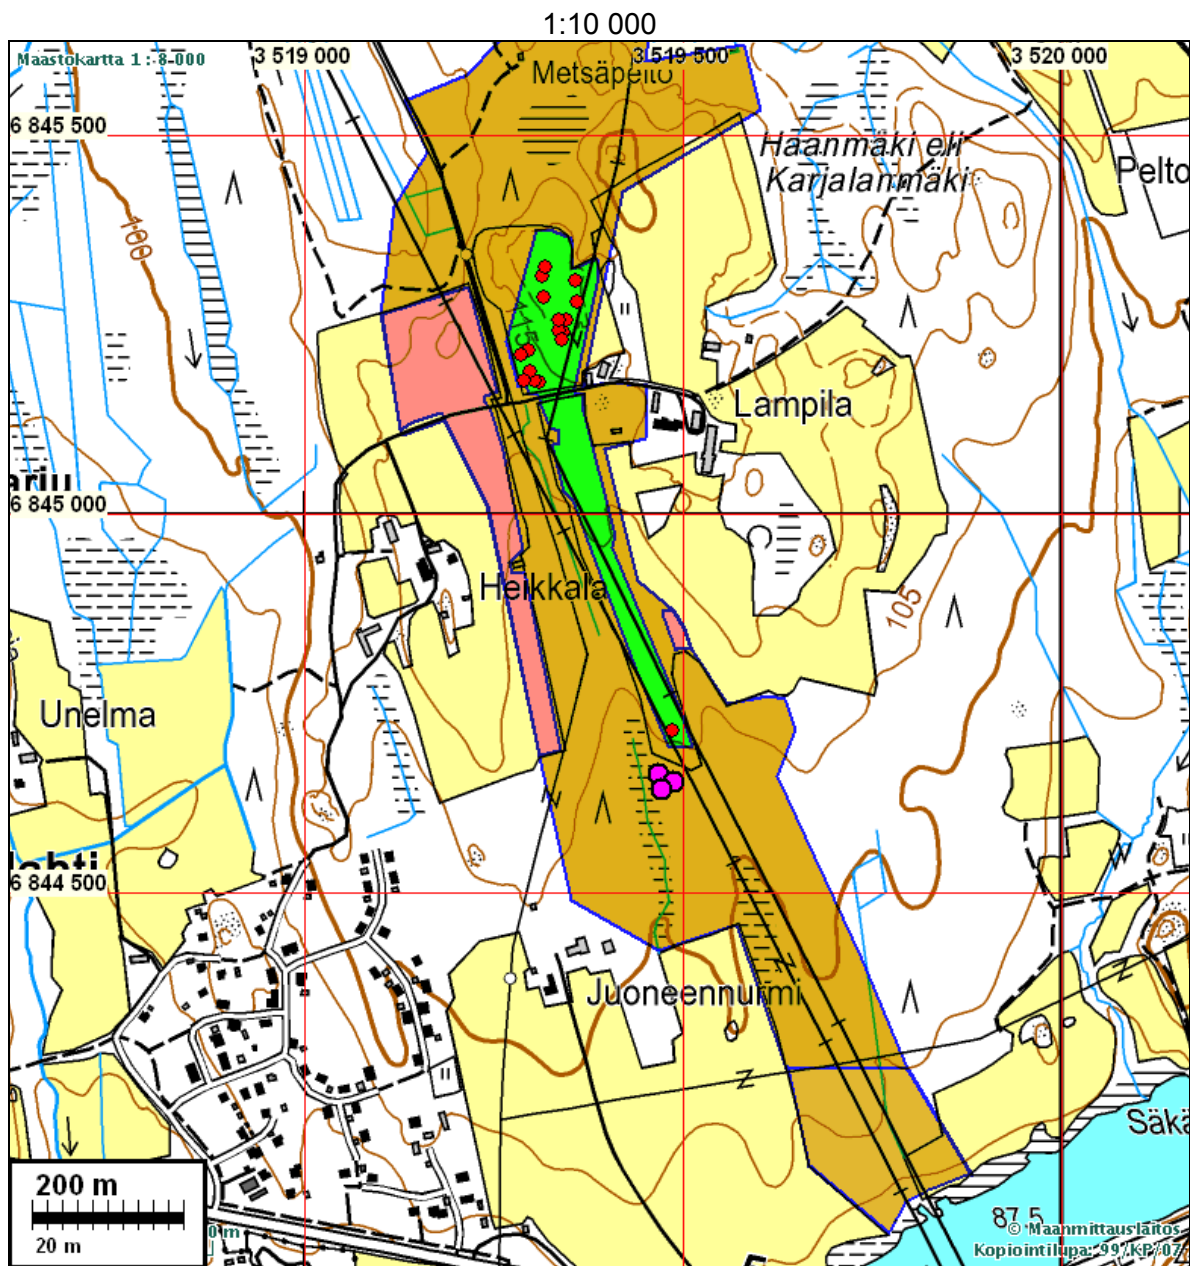 1:10 000
Maastokartta 1 : 8 000
3 519 000
3 519 500
3 520 000
Metsäpelto
6 845 500
Haanmäki eli
Karjalanmäki
Pelto
100
115
Lampila
6 845 000
Heikkala
105
Unelma
6 844 500
Juoneennurmi
Säkä
200 m
20 m
0 m
87.5
© Maanmittauslaitos
Kopiointilupa: 99/KP/07